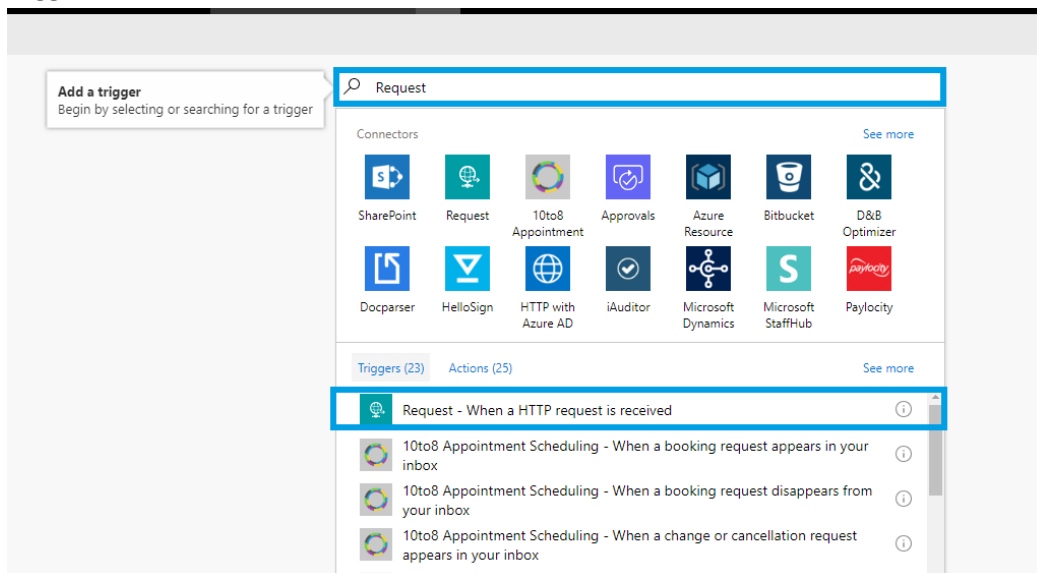 Add a trigger
Begin by selecting or searching for a trigger
Request
Connectors See more
SharePoint Request 10to8 Appointment Approvals Azure Resource Bitbucket D&B Optimizer
Docparser HelloSign HTTP with Azure AD iAuditor Microsoft Dynamics Microsoft StaffHub Paylocity
paylocity
Triggers (23) Actions (25) See more
Request - When a HTTP request is received
10to8 Appointment Scheduling - When a booking request appears in your
inbox
10to8 Appointment Scheduling - When a booking request disappears from
your inbox
10to8 Appointment Scheduling - When a change or cancellation request
appears in your inbox